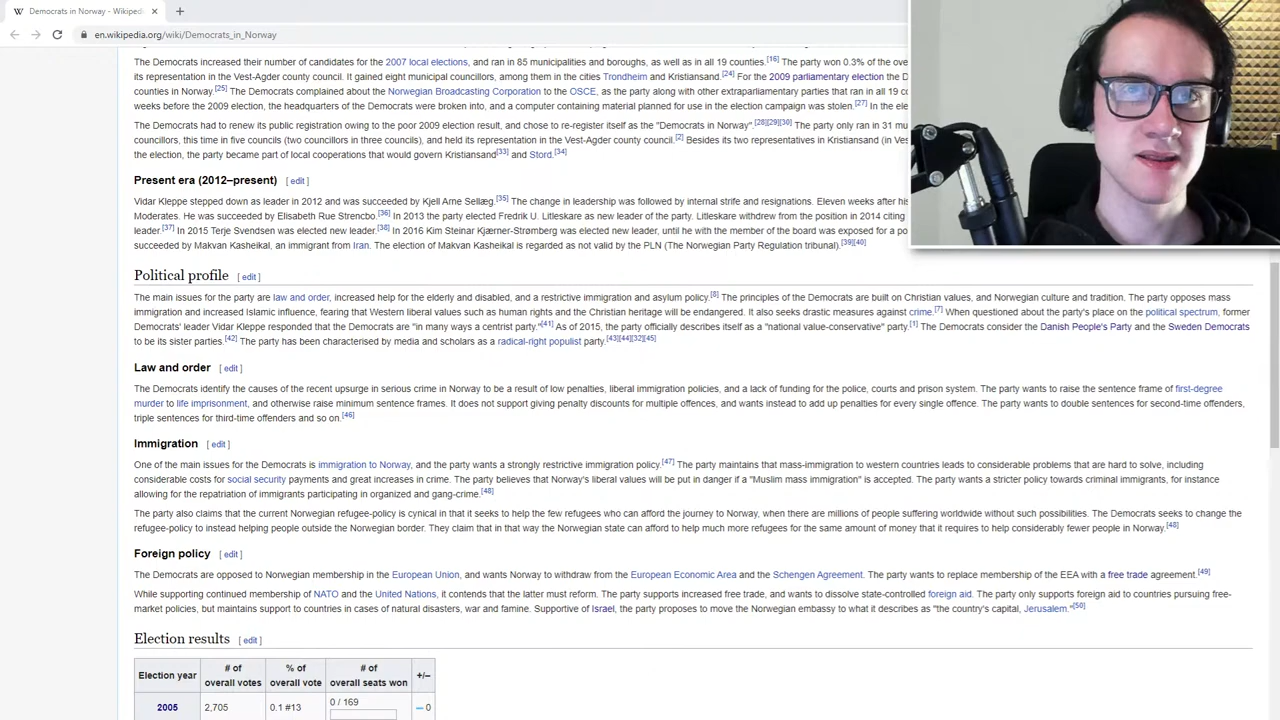 Democrats in Norway - Wikiped
en.wikipedia.org/wiki/Democrats_in_Norway
The Democrats increased their number of candidates for the 2007 local elections, and ran in 85 municipalities and boroughs, as well as in all 19 counties.[16] The party won 0.3% of the ove
its representation in the Vest-Agder county council. It gained eight municipal councillors, among them in the cities Trondheim and Kristiansand.[24] For the 2009 parliamentary election the D
counties in Norway.[25] The Democrats complained about the Norwegian Broadcasting Corporation to the OSCE, as the party along with other extraparliamentary parties that ran in all 19 co
weeks before the 2009 election, the headquarters of the Democrats were broken into, and a computer containing material planned for use in the election campaign was stolen.[27] In the ele
The Democrats had to renew its public registration owing to the poor 2009 election result, and chose to re-register itself as the "Democrats in Norway".[28][29][30] The party only ran in 31 mu
councillors, this time in five councils (two councillors in three councils), and held its representation in the Vest-Agder county council.[2] Besides its two representatives in Kristiansand (in Ves
the election, the party became part of local cooperations that would govern Kristiansand[33] and Stord.[34]
Present era (2012–present) [ edit ]
Vidar Kleppe stepped down as leader in 2012 and was succeeded by Kjell Arne Sellæg.[35] The change in leadership was followed by internal strife and resignations. Eleven weeks after his
Moderates. He was succeeded by Elisabeth Rue Strencbo.[36] In 2013 the party elected Fredrik U. Litleskare as new leader of the party. Litleskare withdrew from the position in 2014 citing
leader.[37] In 2015 Terje Svendsen was elected new leader.[38] In 2016 Kim Steinar Kjærner-Strømberg was elected new leader, until he with the member of the board was exposed for a po
succeeded by Makvan Kasheikal, an immigrant from Iran. The election of Makvan Kasheikal is regarded as not valid by the PLN (The Norwegian Party Regulation tribunal).[39][40]
Political profile [ edit ]
The main issues for the party are law and order, increased help for the elderly and disabled, and a restrictive immigration and asylum policy.[8] The principles of the Democrats are built on Christian values, and Norwegian culture and tradition. The party opposes mass
immigration and increased Islamic influence, fearing that Western liberal values such as human rights and the Christian heritage will be endangered. It also seeks drastic measures against crime.[7] When questioned about the party's place on the political spectrum, former
Democrats' leader Vidar Kleppe responded that the Democrats are "in many ways a centrist party."[41] As of 2015, the party officially describes itself as a "national value-conservative" party.[1] The Democrats consider the Danish People's Party and the Sweden Democrats
to be its sister parties.[42] The party has been characterised by media and scholars as a radical-right populist party.[43][44][32][45]
Law and order [ edit ]
The Democrats identify the causes of the recent upsurge in serious crime in Norway to be a result of low penalties, liberal immigration policies, and a lack of funding for the police, courts and prison system. The party wants to raise the sentence frame of first-degree
murder to life imprisonment, and otherwise raise minimum sentence frames. It does not support giving penalty discounts for multiple offences, and wants instead to add up penalties for every single offence. The party wants to double sentences for second-time offenders,
triple sentences for third-time offenders and so on.[46]
Immigration [ edit ]
One of the main issues for the Democrats is immigration to Norway, and the party wants a strongly restrictive immigration policy.[47] The party maintains that mass-immigration to western countries leads to considerable problems that are hard to solve, including
considerable costs for social security payments and great increases in crime. The party believes that Norway's liberal values will be put in danger if a "Muslim mass immigration" is accepted. The party wants a stricter policy towards criminal immigrants, for instance
allowing for the repatriation of immigrants participating in organized and gang-crime.[48]
The party also claims that the current Norwegian refugee-policy is cynical in that it seeks to help the few refugees who can afford the journey to Norway, when there are millions of people suffering worldwide without such possibilities. The Democrats seeks to change the
refugee-policy to instead helping people outside the Norwegian border. They claim that in that way the Norwegian state can afford to help much more refugees for the same amount of money that it requires to help considerably fewer people in Norway.[48]
Foreign policy [ edit ]
The Democrats are opposed to Norwegian membership in the European Union, and wants Norway to withdraw from the European Economic Area and the Schengen Agreement. The party wants to replace membership of the EEA with a free trade agreement.[49]
While supporting continued membership of NATO and the United Nations, it contends that the latter must reform. The party supports increased free trade, and wants to dissolve state-controlled foreign aid. The party only supports foreign aid to countries pursuing free-
market policies, but maintains support to countries in cases of natural disasters, war and famine. Supportive of Israel, the party proposes to move the Norwegian embassy to what it describes as "the country's capital, Jerusalem."[50]
Election results [ edit ]
Election year # of overall votes % of overall vote # of overall seats won +/–
2005 2,705 0.1 #13 0 / 169 0